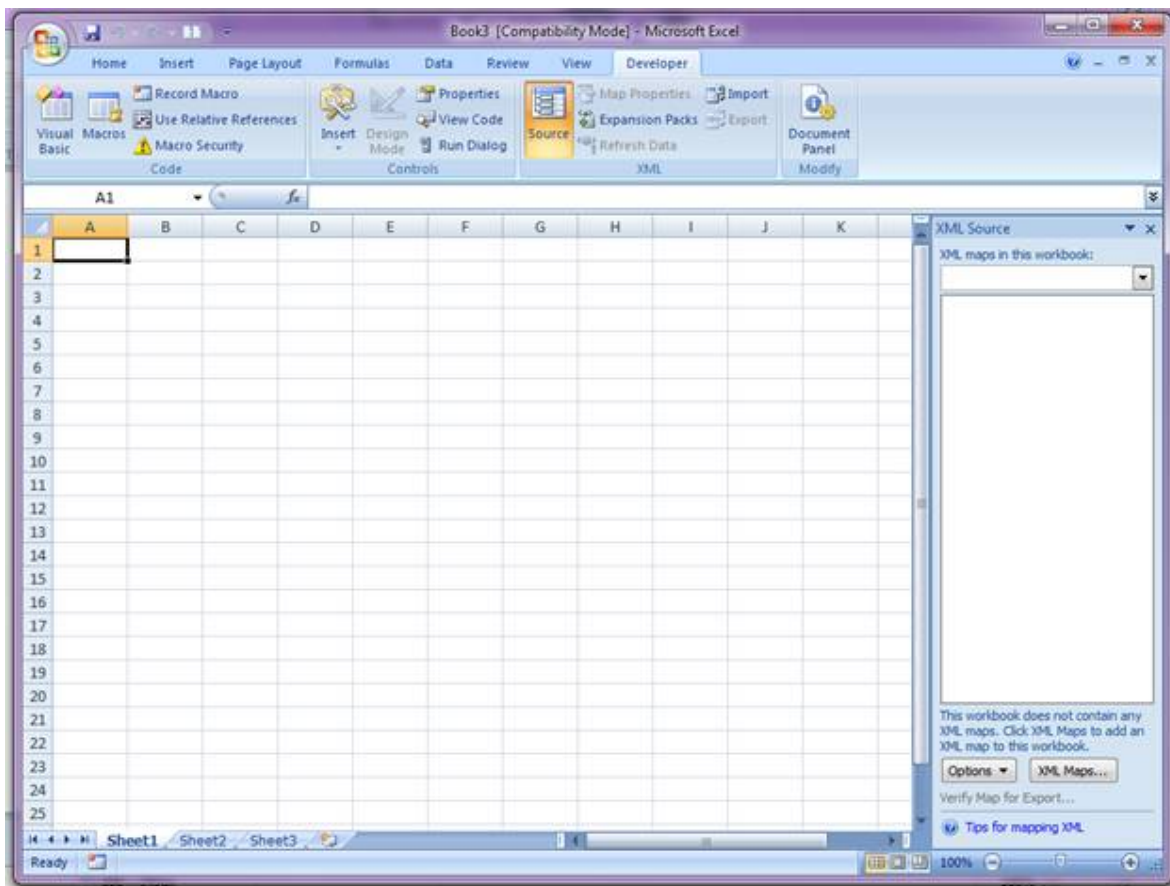 Book3 [Compatibility Mode] - Microsoft Excel
Home Insert Page Layout Formulas Data Review View Developer
Visual Basic
Macros
Record Macro
Use Relative References
Macro Security
Code
Insert
Design Mode
Properties
View Code
Run Dialog
Controls
Source
Map Properties
Expansion Packs
Refresh Data
Import
Export
XML
Document Panel
Modify
A1 fx
A B C D E F G H I J K
1
2
3
4
5
6
7
8
9
10
11
12
13
14
15
16
17
18
19
20
21
22
23
24
25
XML Source
XML maps in this workbook:
This workbook does not contain any
XML maps. Click XML Maps to add an
XML map to this workbook.
Options XML Maps...
Verify Map for Export...
Tips for mapping XML
Sheet1 Sheet2 Sheet3
Ready 100%